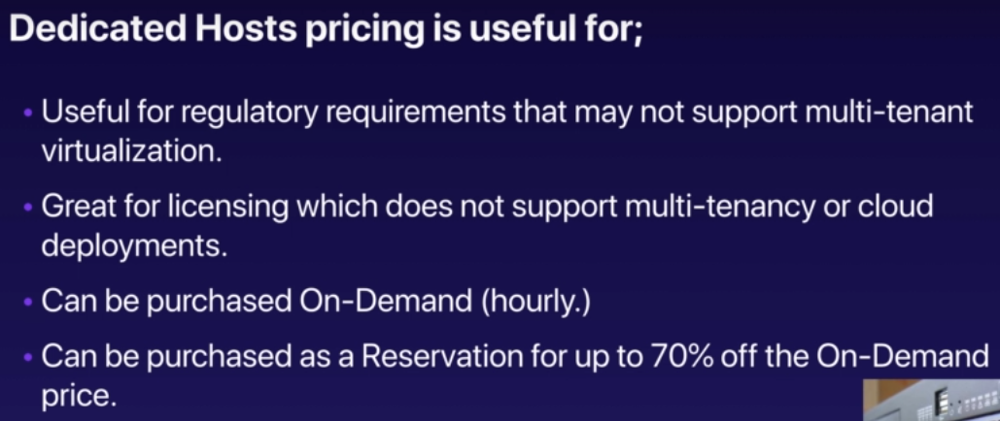 Dedicated Hosts pricing is useful for;
• Useful for regulatory requirements that may not support multi-tenant
virtualization.
• Great for licensing which does not support multi-tenancy or cloud
deployments.
• Can be purchased On-Demand (hourly.)
• Can be purchased as a Reservation for up to 70% off the On-Demand
price.